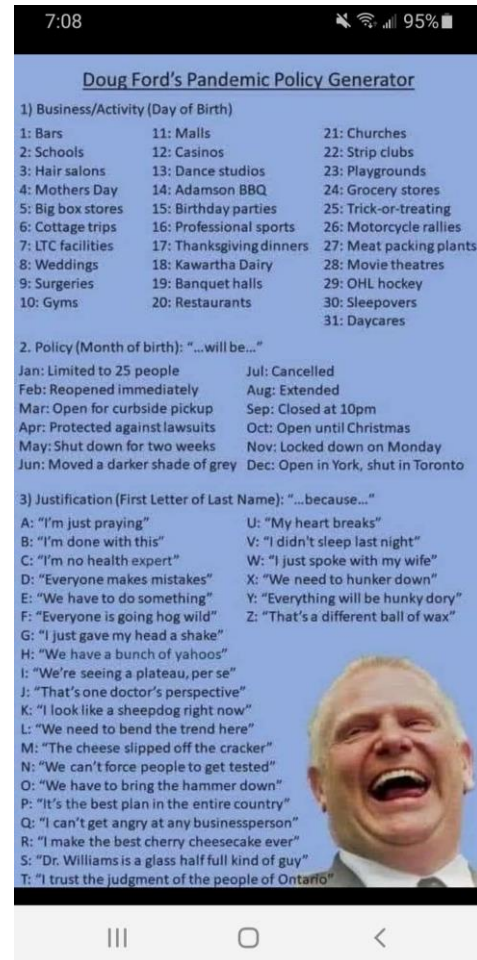 7:08
95%
Doug Ford's Pandemic Policy Generator
1) Business/Activity (Day of Birth)
1: Bars
2: Schools
3: Hair salons
4: Mothers Day
5: Big box stores
6: Cottage trips
7: LTC facilities
8: Weddings
9: Surgeries
10: Gyms
11: Malls
12: Casinos
13: Dance studios
14: Adamson BBQ
15: Birthday parties
16: Professional sports
17: Thanksgiving dinners
18: Kawartha Dairy
19: Banquet halls
20: Restaurants
21: Churches
22: Strip clubs
23: Playgrounds
24: Grocery stores
25: Trick-or-treating
26: Motorcycle rallies
27: Meat packing plants
28: Movie theatres
29: OHL hockey
30: Sleepovers
31: Daycares
2. Policy (Month of birth): "...will be..."
Jan: Limited to 25 people
Feb: Reopened immediately
Mar: Open for curbside pickup
Apr: Protected against lawsuits
May: Shut down for two weeks
Jun: Moved a darker shade of grey
Jul: Cancelled
Aug: Extended
Sep: Closed at 10pm
Oct: Open until Christmas
Nov: Locked down on Monday
Dec: Open in York, shut in Toronto
3) Justification (First Letter of Last Name): "...because..."
A: "I'm just praying"
B: "I'm done with this"
C: "I'm no health expert"
D: "Everyone makes mistakes"
E: "We have to do something"
F: "Everyone is going hog wild"
G: "I just gave my head a shake"
H: "We have a bunch of yahoos"
I: "We're seeing a plateau, per se"
J: "That's one doctor's perspective"
K: "I look like a sheepdog right now"
L: "We need to bend the trend here"
M: "The cheese slipped off the cracker"
N: "We can't force people to get tested"
O: "We have to bring the hammer down"
P: "It's the best plan in the entire country"
Q: "I can't get angry at any businessperson"
R: "I make the best cherry cheesecake ever"
S: "Dr. Williams is a glass half full kind of guy"
T: "I trust the judgment of the people of Ontario"
U: "My heart breaks"
V: "I didn't sleep last night"
W: "I just spoke with my wife"
X: "We need to hunker down"
Y: "Everything will be hunky dory"
Z: "That's a different ball of wax"